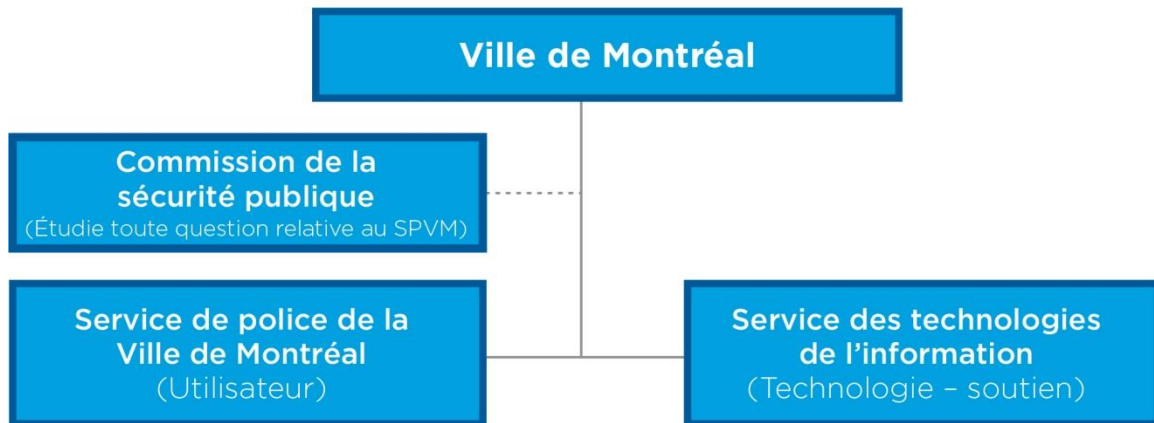 Ville de Montréal
Commission de la
sécurité publique
(Étudie toute question relative au SPVM)
Service de police de la
Ville de Montréal
(Utilisateur)
Service des technologies
de l’information
(Technologie – soutien)